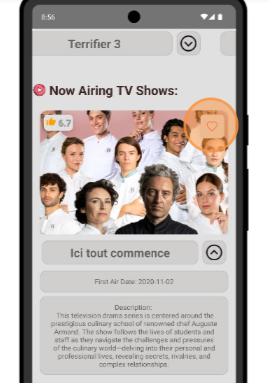 8:56
Terrifier 3
Now Airing TV Shows:
6.7
Ici tout commence
First Air Date: 2020-11-02
Description:
This television drama series is centered around the
prestigious culinary school of renowned chef Auguste
Armand. The show follows the lives of students and
staff as they navigate the challenges and pressures
of the culinary world—delving into their personal and
professional lives, revealing secrets, rivalries, and
complex relationships.